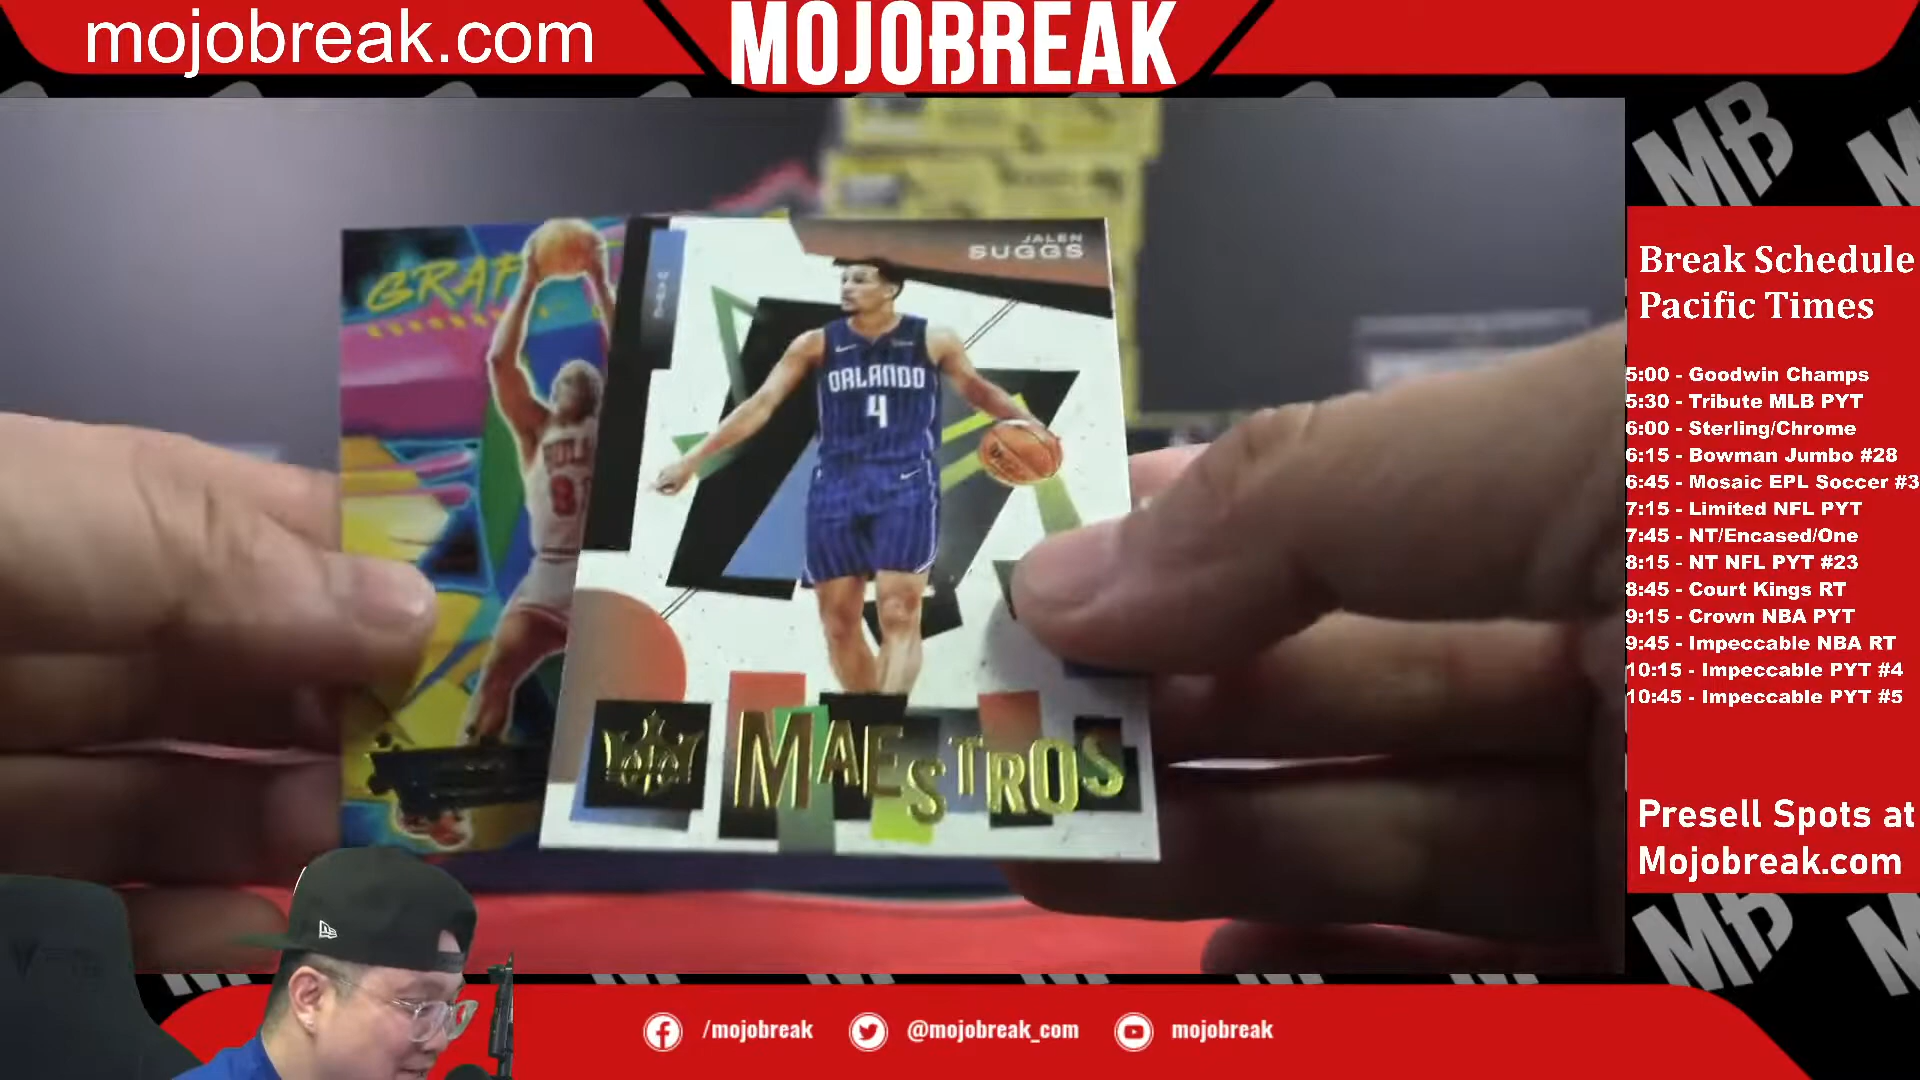 mojobreak.com
MOJOBREAK
MB
GRAF
JALEN
SUGGS
ORLANDO
4
MAESTROS
Break Schedule
Pacific Times
5:00 - Goodwin Champs
5:30 - Tribute MLB PYT
6:00 - Sterling/Chrome
6:15 - Bowman Jumbo #28
6:45 - Mosaic EPL Soccer #3
7:15 - Limited NFL PYT
7:45 - NT/Encased/One
8:15 - NT NFL PYT #23
8:45 - Court Kings RT
9:15 - Crown NBA PYT
9:45 - Impeccable NBA RT
10:15 - Impeccable PYT #4
10:45 - Impeccable PYT #5
Presell Spots at
Mojobreak.com
MB
/mojobreak
@mojobreak_com
mojobreak